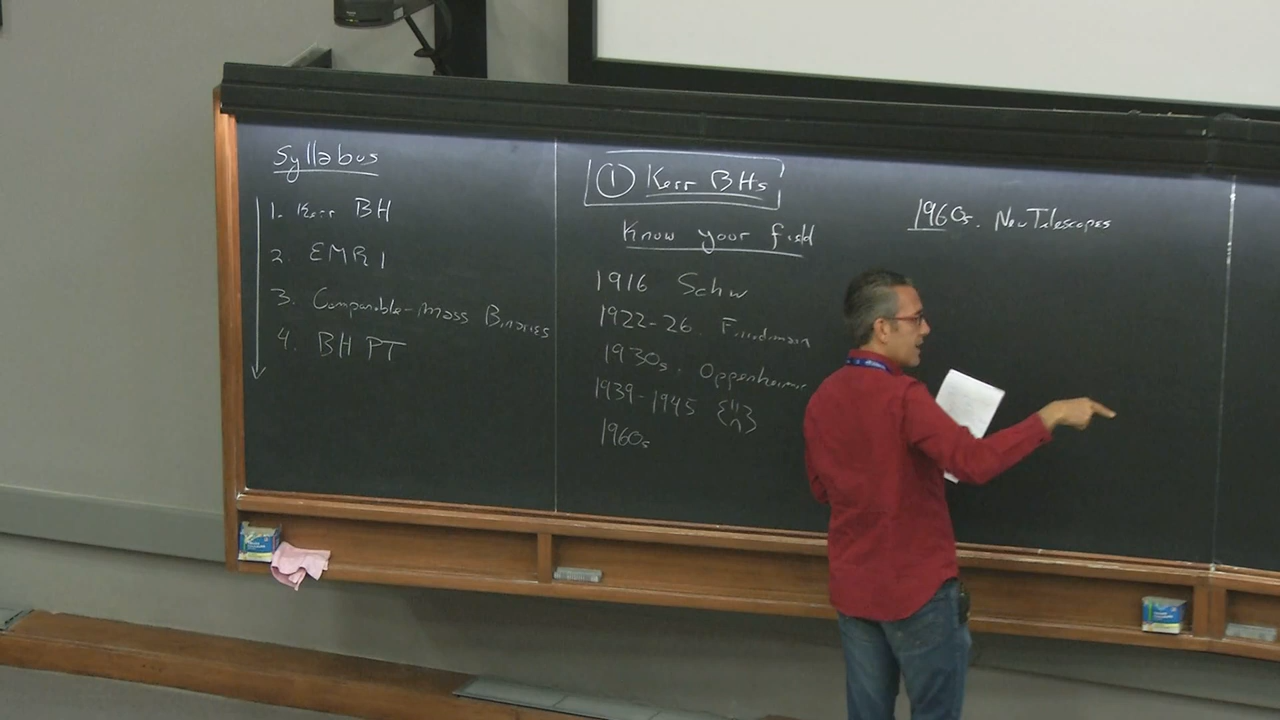 Syllabus
1. Kerr BH
2. EMRI
3. Comparable-Mass Binaries
4. BH PT
① Kerr BHs
Know your field
1916 Schw
1922-26. Friedmann
1930s. Oppenheimer
1939-1945
1960s
1960s. New Telescopes